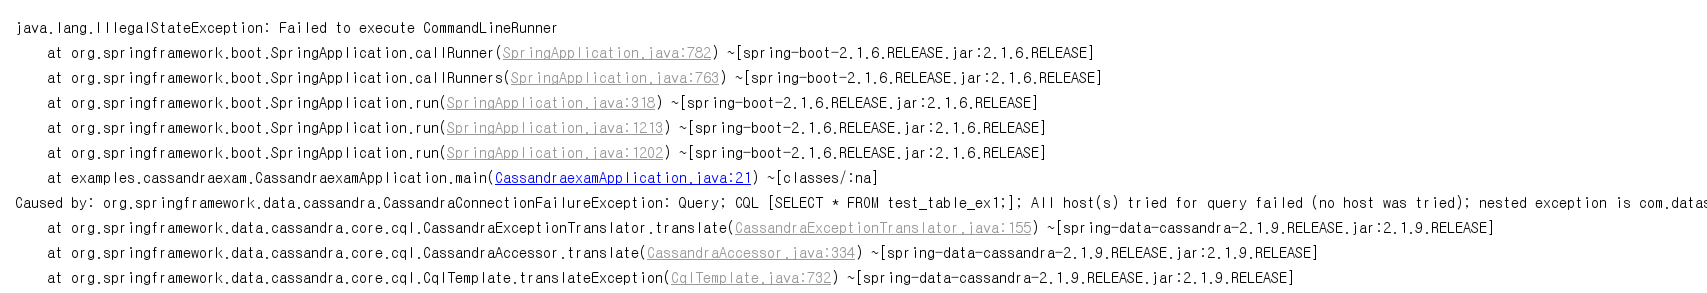 java.lang.IllegalStateException: Failed to execute CommandLineRunner
at org.springframework.boot.SpringApplication.callRunner(SpringApplication.java:782) ~[spring-boot-2.1.6.RELEASE.jar:2.1.6.RELEASE]
at org.springframework.boot.SpringApplication.callRunners(SpringApplication.java:763) ~[spring-boot-2.1.6.RELEASE.jar:2.1.6.RELEASE]
at org.springframework.boot.SpringApplication.run(SpringApplication.java:318) ~[spring-boot-2.1.6.RELEASE.jar:2.1.6.RELEASE]
at org.springframework.boot.SpringApplication.run(SpringApplication.java:1213) ~[spring-boot-2.1.6.RELEASE.jar:2.1.6.RELEASE]
at org.springframework.boot.SpringApplication.run(SpringApplication.java:1202) ~[spring-boot-2.1.6.RELEASE.jar:2.1.6.RELEASE]
at examples.cassandraexam.CassandraexamApplication.main(CassandraexamApplication.java:21) ~[classes/:na]
Caused by: org.springframework.data.cassandra.CassandraConnectionFailureException: Query; CQL [SELECT * FROM test_table_ex1;]; All host(s) tried for query failed (no host was tried); nested exception is com.datas
at org.springframework.data.cassandra.core.cql.CassandraExceptionTranslator.translate(CassandraExceptionTranslator.java:155) ~[spring-data-cassandra-2.1.9.RELEASE.jar:2.1.9.RELEASE]
at org.springframework.data.cassandra.core.cql.CassandraAccessor.translate(CassandraAccessor.java:334) ~[spring-data-cassandra-2.1.9.RELEASE.jar:2.1.9.RELEASE]
at org.springframework.data.cassandra.core.cql.CqlTemplate.translateException(CqlTemplate.java:732) ~[spring-data-cassandra-2.1.9.RELEASE.jar:2.1.9.RELEASE]